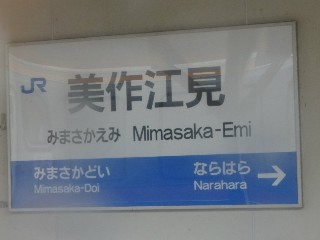 JR
美作江見
みまさかえみ Mimasaka-Emi
みまさかどい ならはら →
Mimasaka-Doi Narahara